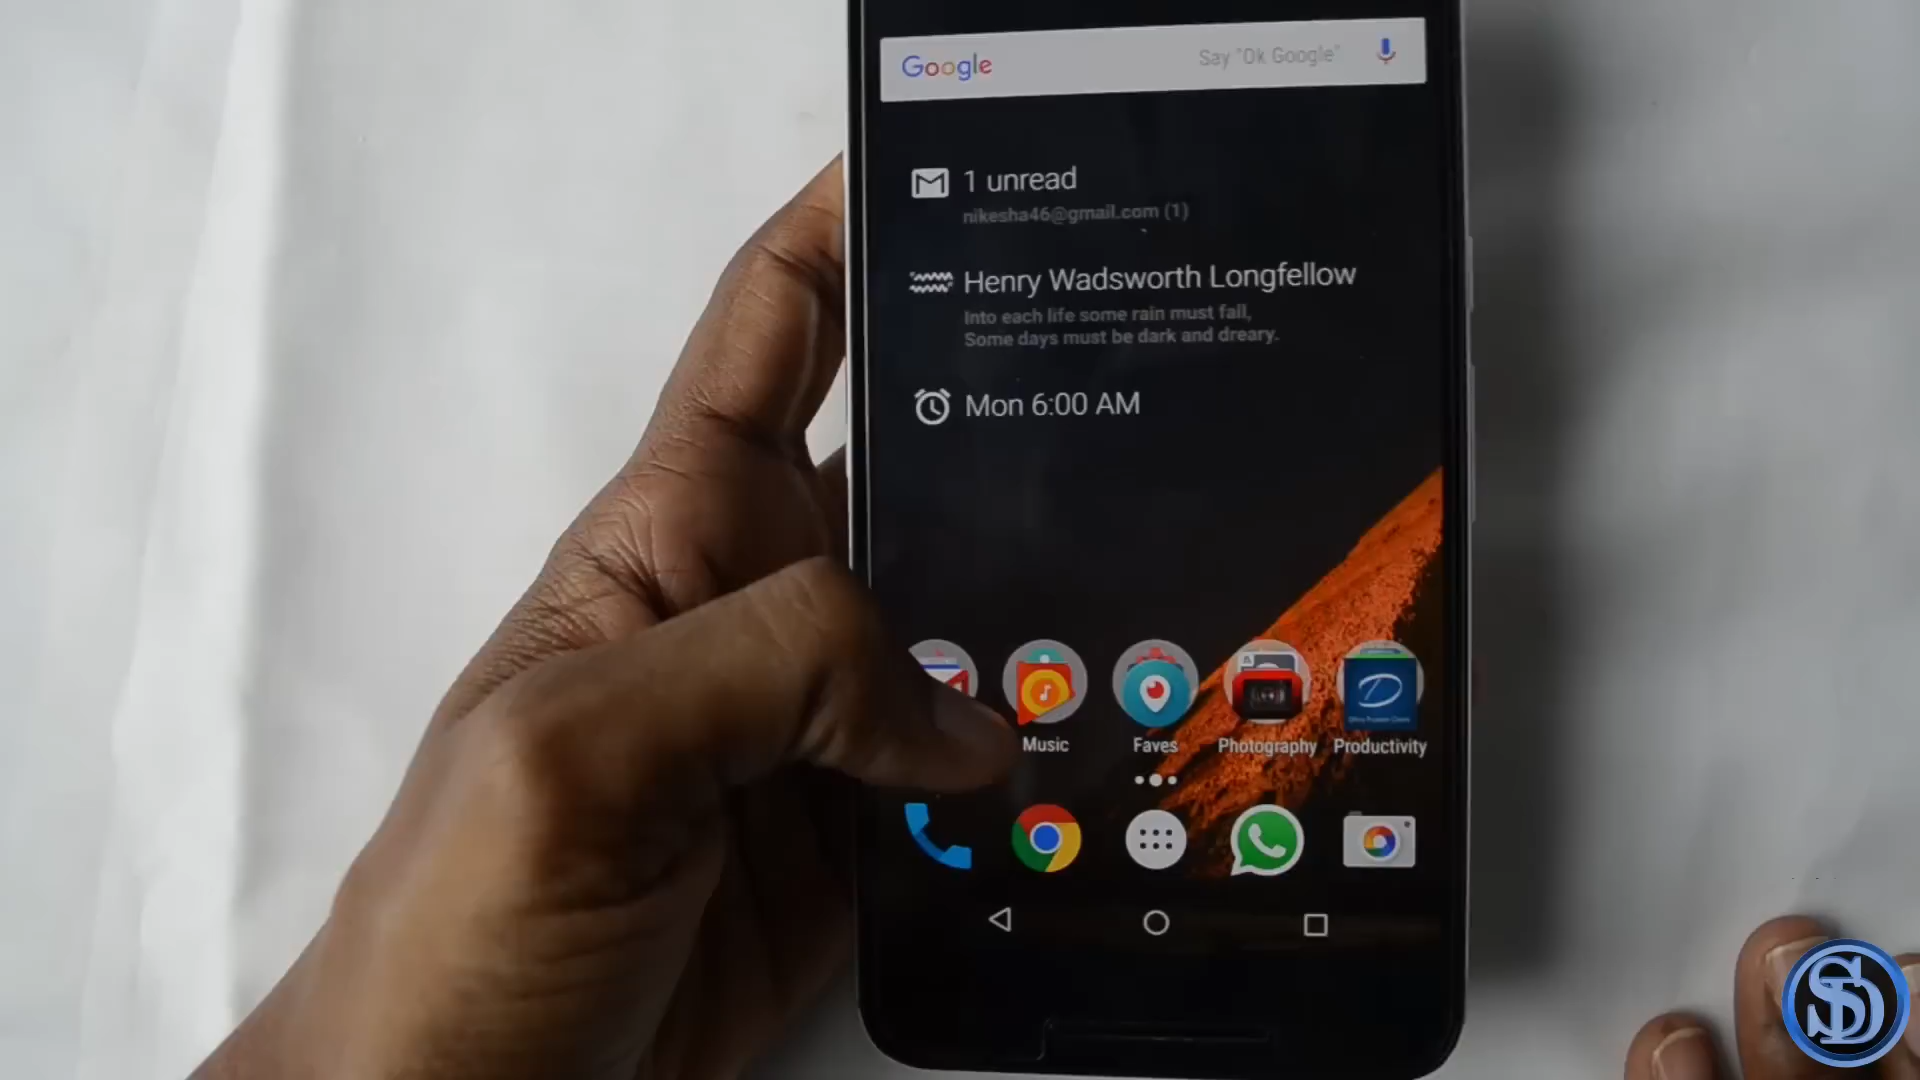 Google
Say "Ok Google"
1 unread
nikesha46@gmail.com (1)
Henry Wadsworth Longfellow
Into each life some rain must fall,
Some days must be dark and dreary.
Mon 6:00 AM
Music
Faves
Photography
Productivity
SD